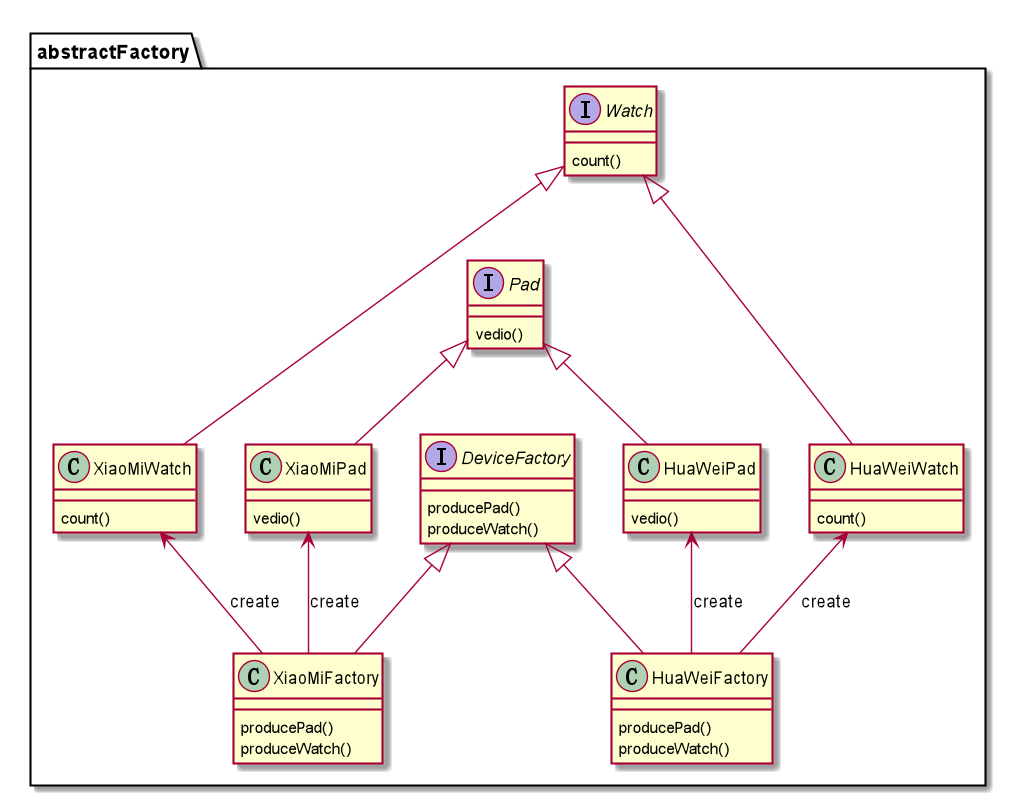 abstractFactory
I Watch
count()
I Pad
vedio()
C XiaoMiWatch
count()
C XiaoMiPad
vedio()
I DeviceFactory
producePad()
produceWatch()
C HuaWeiPad
vedio()
C HuaWeiWatch
count()
create
create
create
create
C XiaoMiFactory
producePad()
produceWatch()
C HuaWeiFactory
producePad()
produceWatch()